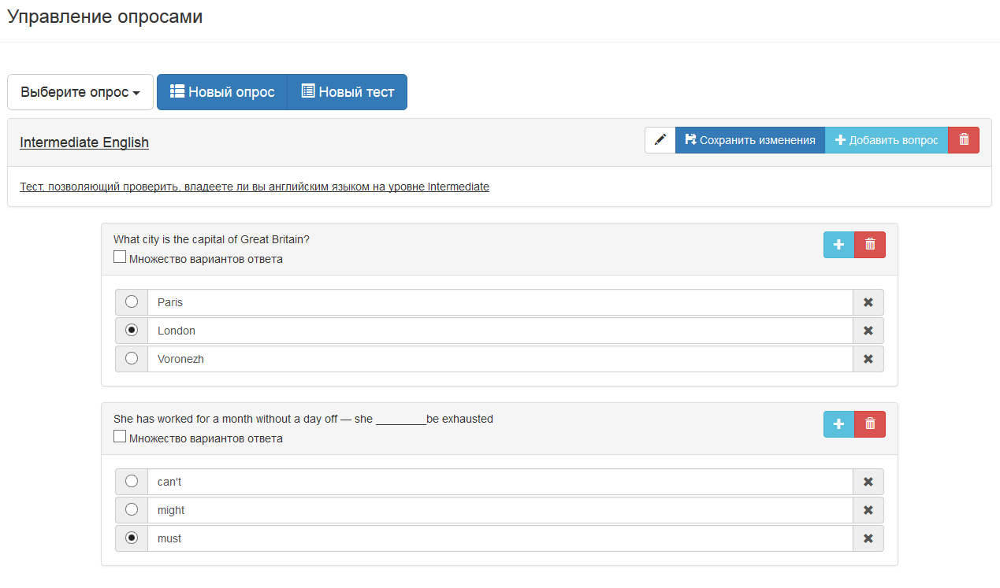 Управление опросами
Выберите опрос Новый опрос Новый тест
Intermediate English Сохранить изменения Добавить вопрос
Тест, позволяющий проверить, владеете ли вы английским языком на уровне Intermediate
What city is the capital of Great Britain?
Множество вариантов ответа
Paris
London
Voronezh
She has worked for a month without a day off — she ________be exhausted
Множество вариантов ответа
can't
might
must